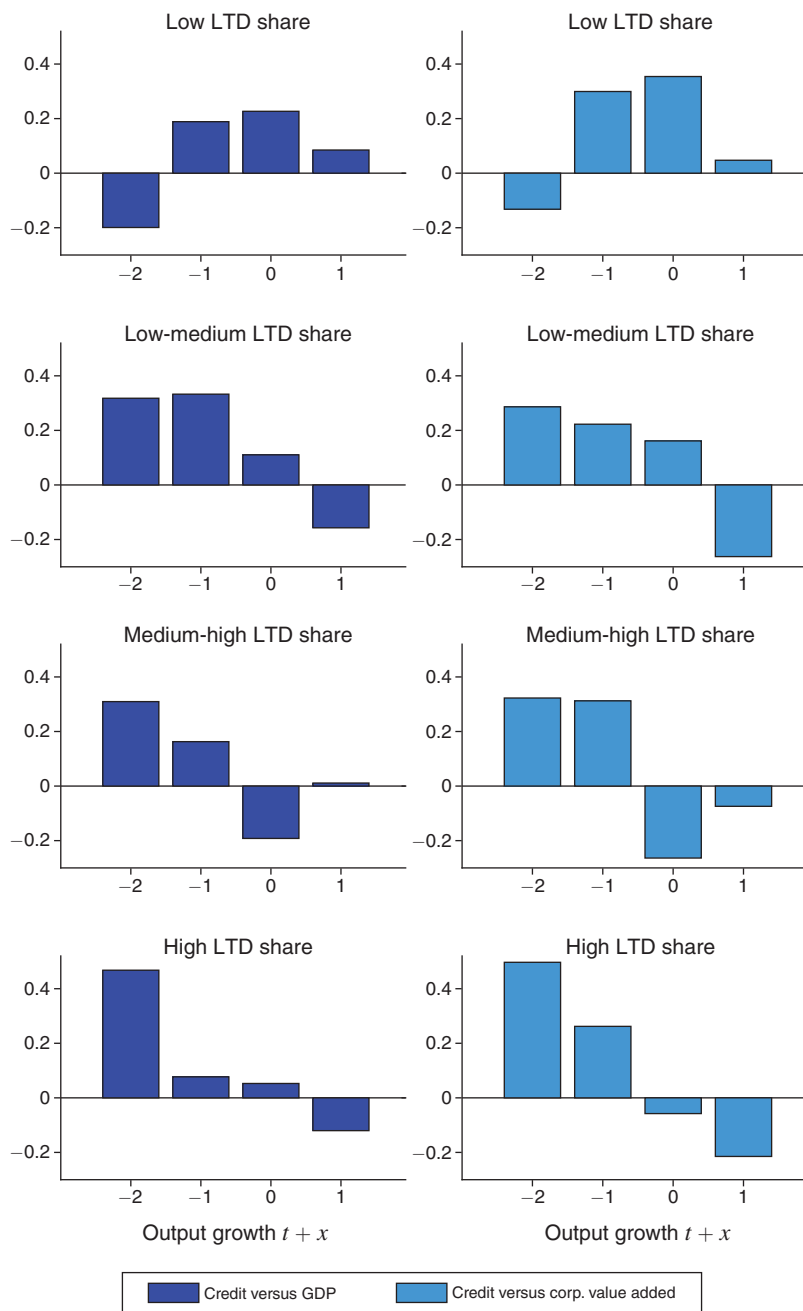 Low LTD share
Low LTD share
0.4
0.2
0
−0.2
−2 −1 0 1
0.4
0.2
0
−0.2
−2 −1 0 1
Low-medium LTD share
Low-medium LTD share
0.4
0.2
0
−0.2
−2 −1 0 1
0.4
0.2
0
−0.2
−2 −1 0 1
Medium-high LTD share
Medium-high LTD share
0.4
0.2
0
−0.2
−2 −1 0 1
0.4
0.2
0
−0.2
−2 −1 0 1
High LTD share
High LTD share
0.4
0.2
0
−0.2
−2 −1 0 1
0.4
0.2
0
−0.2
−2 −1 0 1
Output growth t + x
Output growth t + x
Credit versus GDP
Credit versus corp. value added